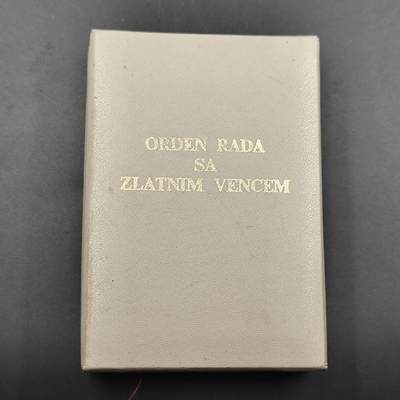 ORDEN RADA
SA
ZLATNIM VENCEM